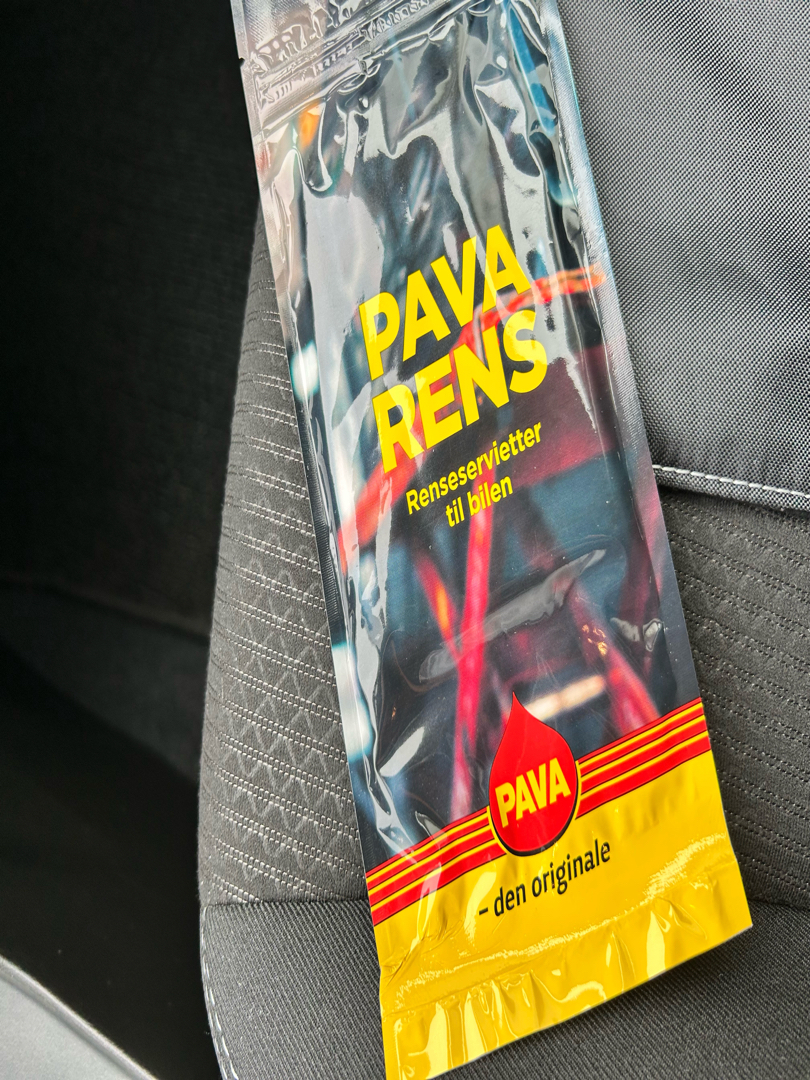 PAVA
RENS
Renseservietter
til bilen
PAVA
– den originale